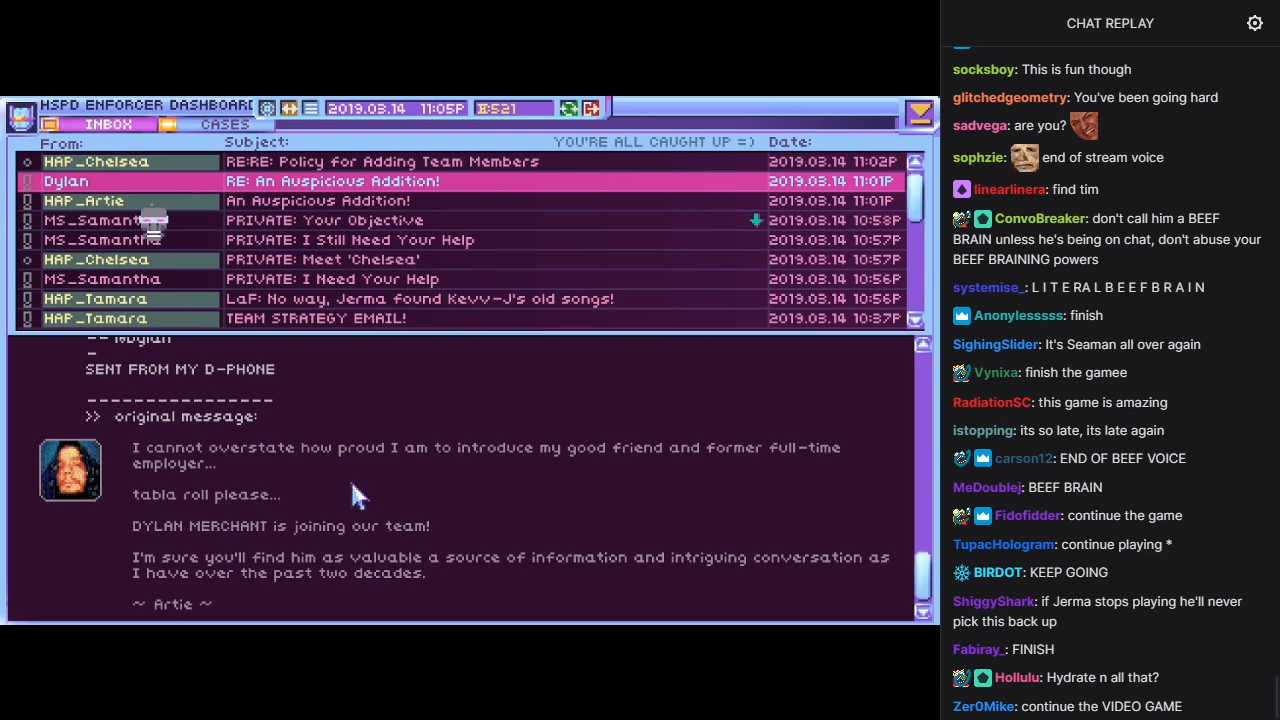 CHAT REPLAY
HSPD ENFORCER DASHBOARD
2019.03.14 11:05P
521
INBOX
CASES
From:
Subject:
YOU'RE ALL CAUGHT UP =)
Date:
HAP_Chelsea RE:RE: Policy for Adding Team Members 2019.03.14 11:02P
Dylan RE: An Auspicious Addition! 2019.03.14 11:01P
HAP_Artie An Auspicious Addition! 2019.03.14 11:01P
MS_Samantha PRIVATE: Your Objective 2019.03.14 10:58P
MS_Samantha PRIVATE: I Still Need Your Help 2019.03.14 10:57P
HAP_Chelsea PRIVATE: Meet 'Chelsea' 2019.03.14 10:57P
MS_Samantha PRIVATE: I Need Your Help 2019.03.14 10:56P
HAP_Tamara LaF: No way, Jerma found Kevv-J's old songs! 2019.03.14 10:56P
HAP_Tamara TEAM STRATEGY EMAIL! 2019.03.14 10:37P
SENT FROM MY D-PHONE
----------------
>> original message:
I cannot overstate how proud I am to introduce my good friend and former full-time
employer...
tabla roll please...
DYLAN MERCHANT is joining our team!
I'm sure you'll find him as valuable a source of information and intriguing conversation as
I have over the past two decades.
~ Artie ~
socksboy: This is fun though
glitchedgeometry: You've been going hard
sadvega: are you?
sophzie: end of stream voice
linearlinera: find tim
ConvoBreaker: don't call him a BEEF
BRAIN unless he's being on chat, don't abuse your
BEEF BRAINING powers
systemise_: L I T E R A L B E E F B R A I N
Anonylesssss: finish
SighingSlider: It's Seaman all over again
Vynixa: finish the gamee
RadiationSC: this game is amazing
istopping: its so late, its late again
carson12: END OF BEEF VOICE
MeDoublej: BEEF BRAIN
Fidofidder: continue the game
TupacHologram: continue playing *
BIRDOT: KEEP GOING
ShiggyShark: if Jerma stops playing he'll never
pick this back up
Fabiray_: FINISH
Hollulu: Hydrate n all that?
Zer0Mike: continue the VIDEO GAME